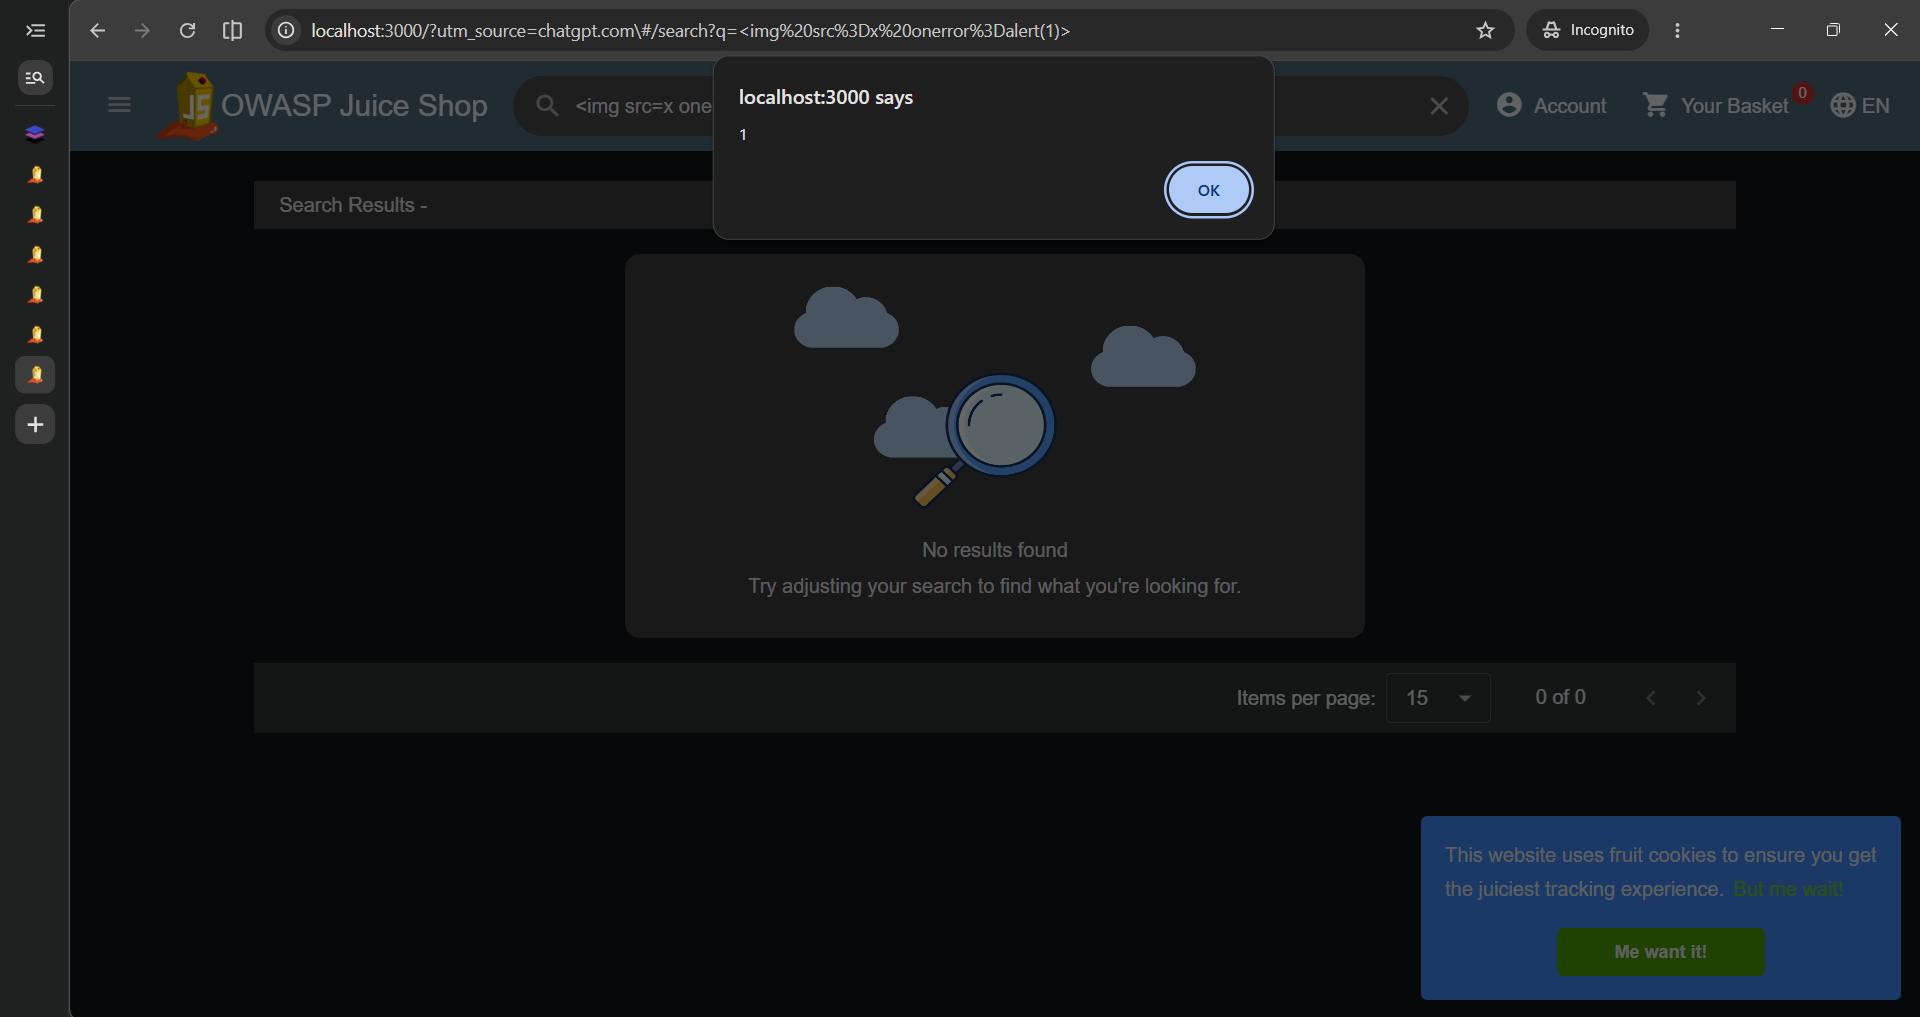 localhost:3000/?utm_source=chatgpt.com\#/search?q=<img%20src%3Dx%20onerror%3Dalert(1)>
Incognito
localhost:3000 says
1
OK
JS
OWASP Juice Shop
<img src=x one
Account
Your Basket
0
EN
Search Results -
No results found
Try adjusting your search to find what you're looking for.
Items per page:
15
0 of 0
This website uses fruit cookies to ensure you get
the juiciest tracking experience. But me wait!
Me want it!